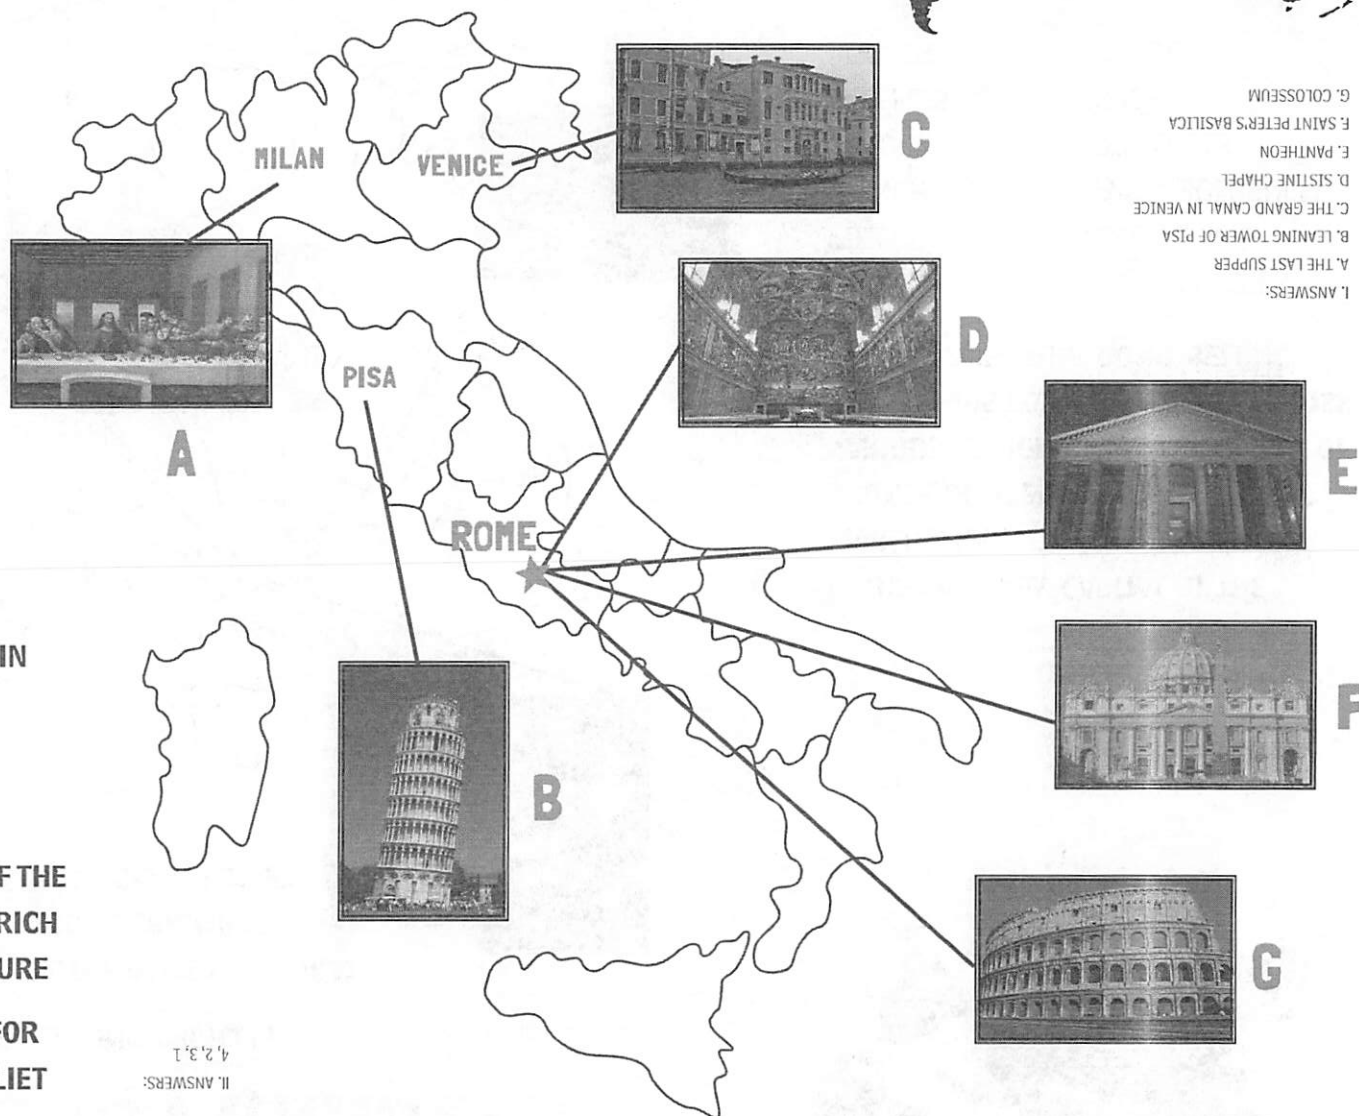 MILAN
VENICE
C
D
A
PISA
E
ROME
F
B
G
I. ANSWERS:
A. THE LAST SUPPER
B. LEANING TOWER OF PISA
C. THE GRAND CANAL IN VENICE
D. SISTINE CHAPEL
E. PANTHEON
F. SAINT PETER'S BASILICA
G. COLOSSEUM
IN
F THE
RICH
URE
FOR
LIET
II. ANSWERS:
4, 2, 3, 1